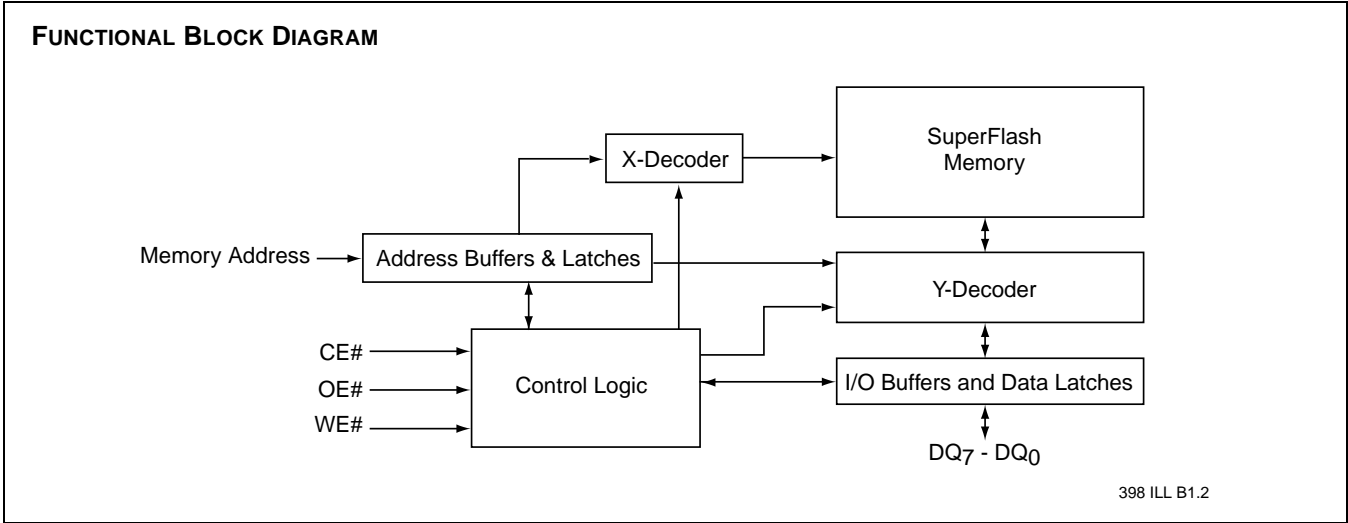 FUNCTIONAL BLOCK DIAGRAM
SuperFlash
Memory
X-Decoder
Memory Address
Address Buffers & Latches
Y-Decoder
CE#
OE#
WE#
Control Logic
I/O Buffers and Data Latches
DQ7 - DQ0
398 ILL B1.2